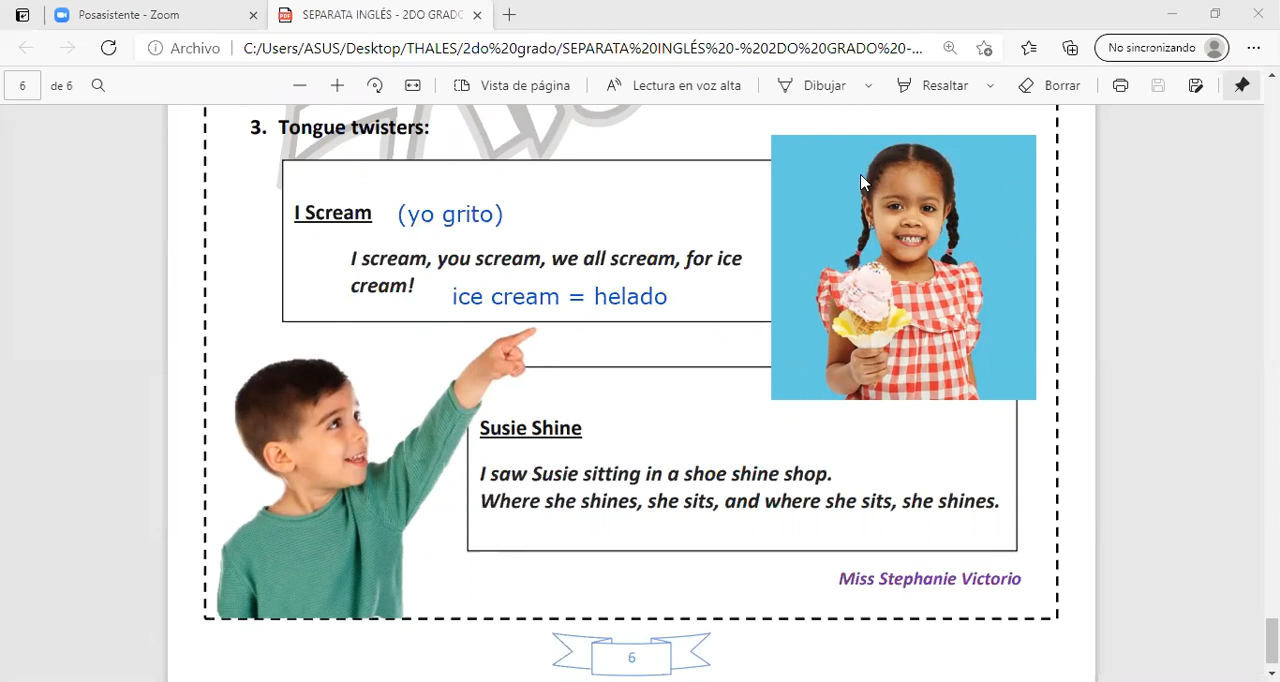 Posasistente - Zoom
SEPARATA INGLÉS - 2DO GRADO
Archivo
C:/Users/ASUS/Desktop/THALES/2do%20grado/SEPARATA%20INGLÉS%20-%202DO%20GRADO%20-...
No sincronizando
6
de 6
Vista de página
Lectura en voz alta
Dibujar
Resaltar
Borrar
3. Tongue twisters:
I Scream (yo grito)
I scream, you scream, we all scream, for ice
cream!
ice cream = helado
Susie Shine
I saw Susie sitting in a shoe shine shop.
Where she shines, she sits, and where she sits, she shines.
Miss Stephanie Victorio
6